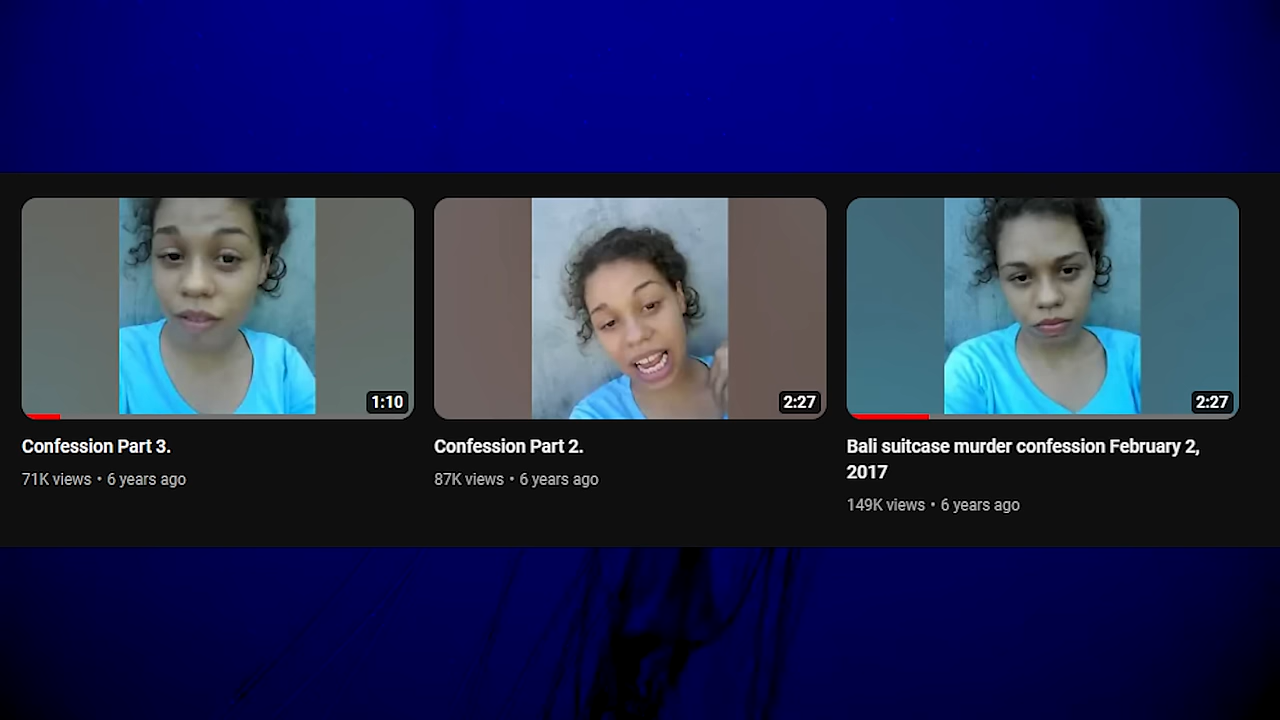 1:10
2:27
2:27
Confession Part 3.
71K views • 6 years ago
Confession Part 2.
87K views • 6 years ago
Bali suitcase murder confession February 2,
2017
149K views • 6 years ago